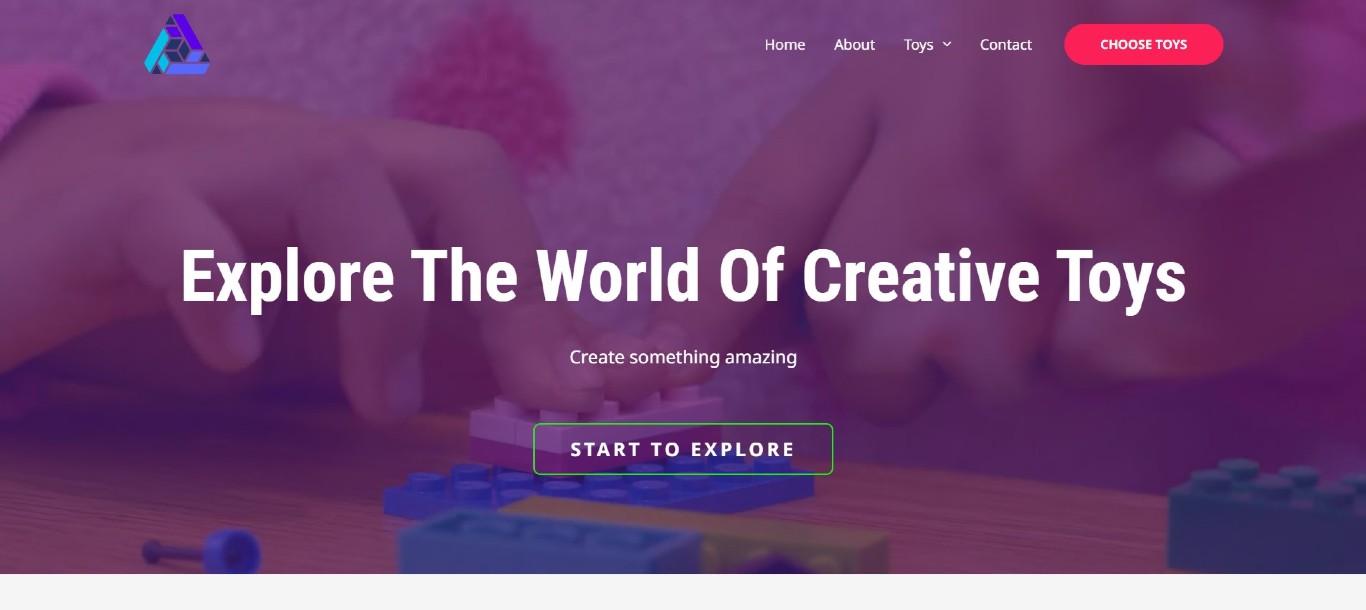 Home About Toys Contact CHOOSE TOYS
Explore The World Of Creative Toys
Create something amazing
START TO EXPLORE